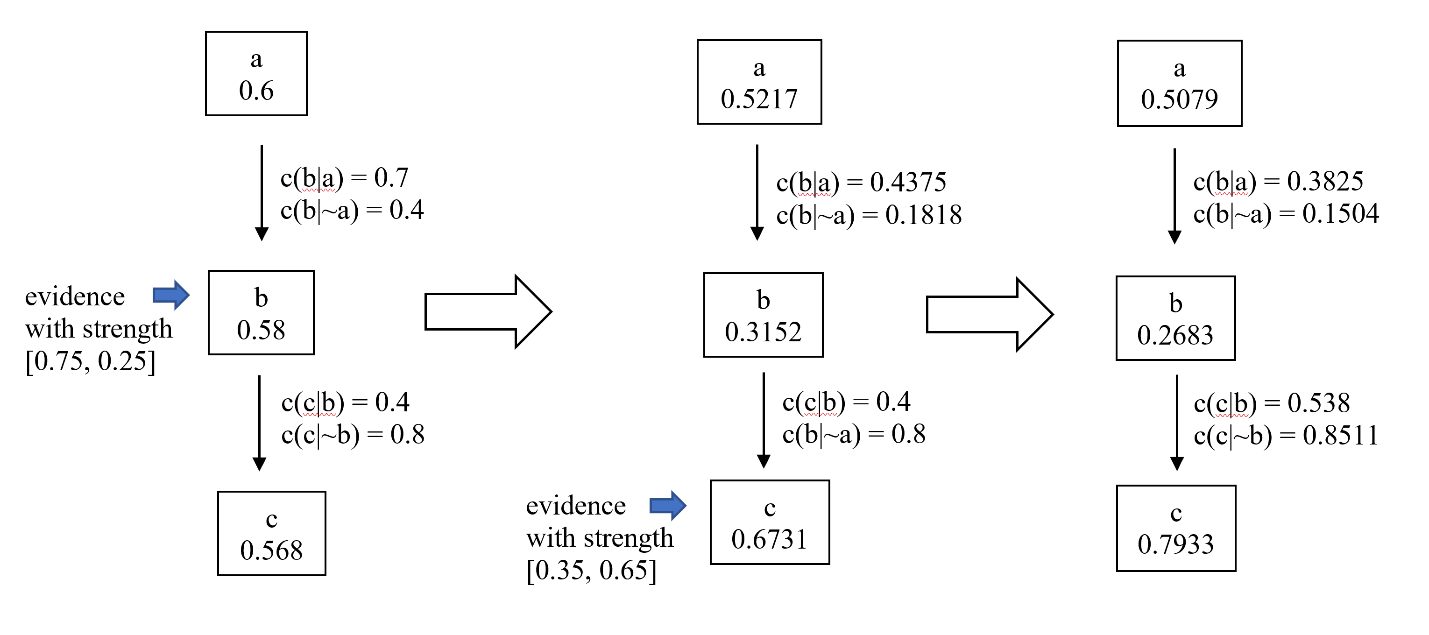 a
0.6
c(b|a) = 0.7
c(b|~a) = 0.4
evidence
with strength
[0.75, 0.25]
b
0.58
c(c|b) = 0.4
c(c|~b) = 0.8
c
0.568
a
0.5217
c(b|a) = 0.4375
c(b|~a) = 0.1818
b
0.3152
c(c|b) = 0.4
c(b|~a) = 0.8
evidence
with strength
[0.35, 0.65]
c
0.6731
a
0.5079
c(b|a) = 0.3825
c(b|~a) = 0.1504
b
0.2683
c(c|b) = 0.538
c(c|~b) = 0.8511
c
0.7933